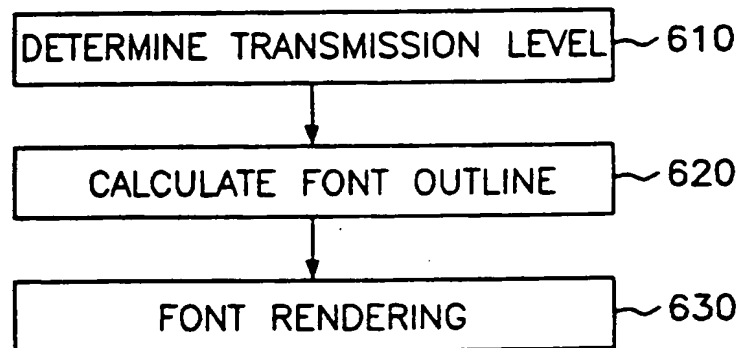 DETERMINE TRANSMISSION LEVEL 610
CALCULATE FONT OUTLINE 620
FONT RENDERING 630